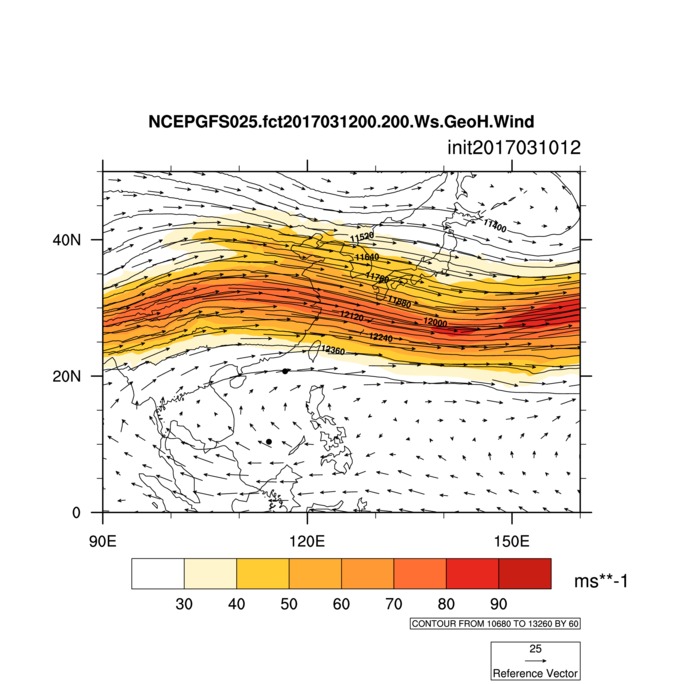 NCEPGFS025.fct2017031200.200.Ws.GeoH.Wind
init2017031012
11400
11520
11640
11760
11880
12000
12120
12240
12360
40N
20N
0
90E 120E 150E
30 40 50 60 70 80 90
ms**-1
CONTOUR FROM 10680 TO 13260 BY 60
25
Reference Vector